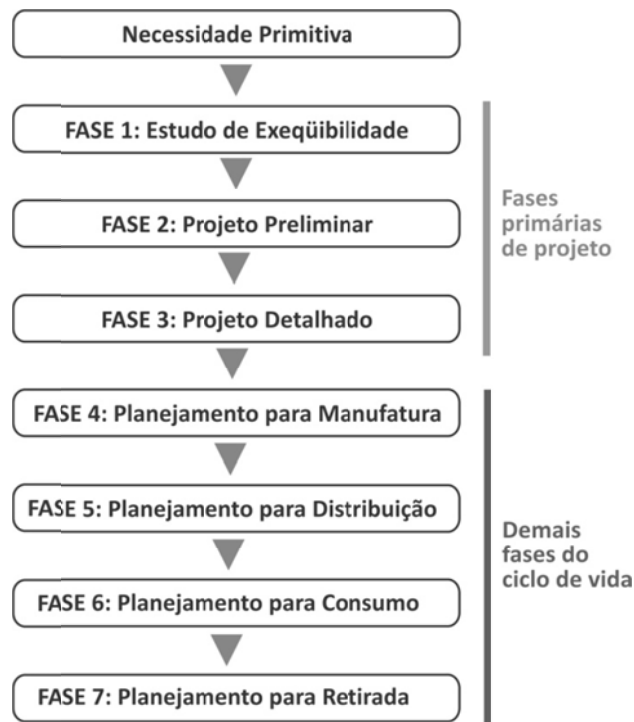 Necessidade Primitiva
FASE 1: Estudo de Exeqüibilidade
FASE 2: Projeto Preliminar
FASE 3: Projeto Detalhado
Fases
primárias
de projeto
FASE 4: Planejamento para Manufatura
FASE 5: Planejamento para Distribuição
FASE 6: Planejamento para Consumo
FASE 7: Planejamento para Retirada
Demais
fases do
ciclo de vida